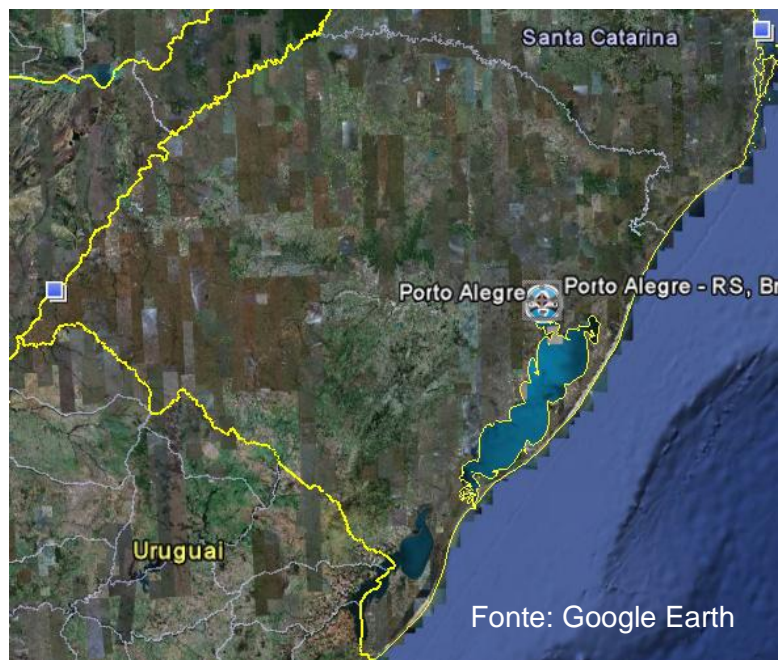 Santa Catarina
Porto Alegre
Porto Alegre - RS, Br
Uruguai
Fonte: Google Earth